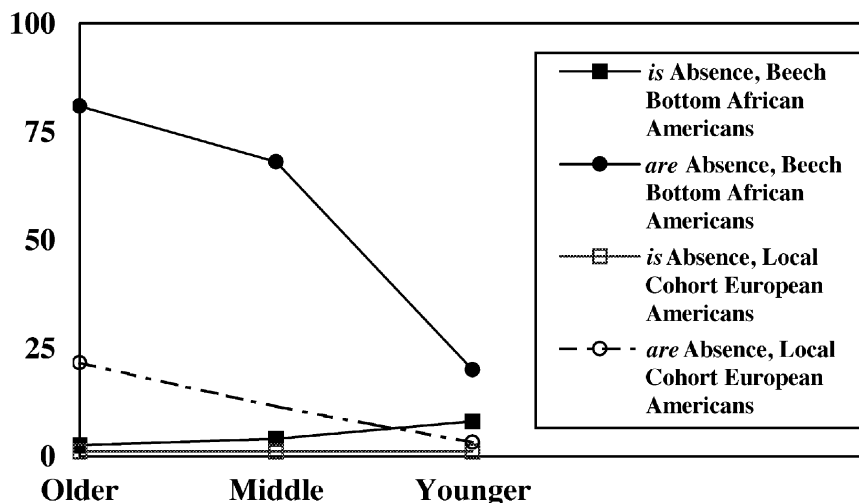 100
75
50
25
0
Older Middle Younger
is Absence, Beech
Bottom African
Americans
are Absence, Beech
Bottom African
Americans
is Absence, Local
Cohort European
Americans
are Absence, Local
Cohort European
Americans